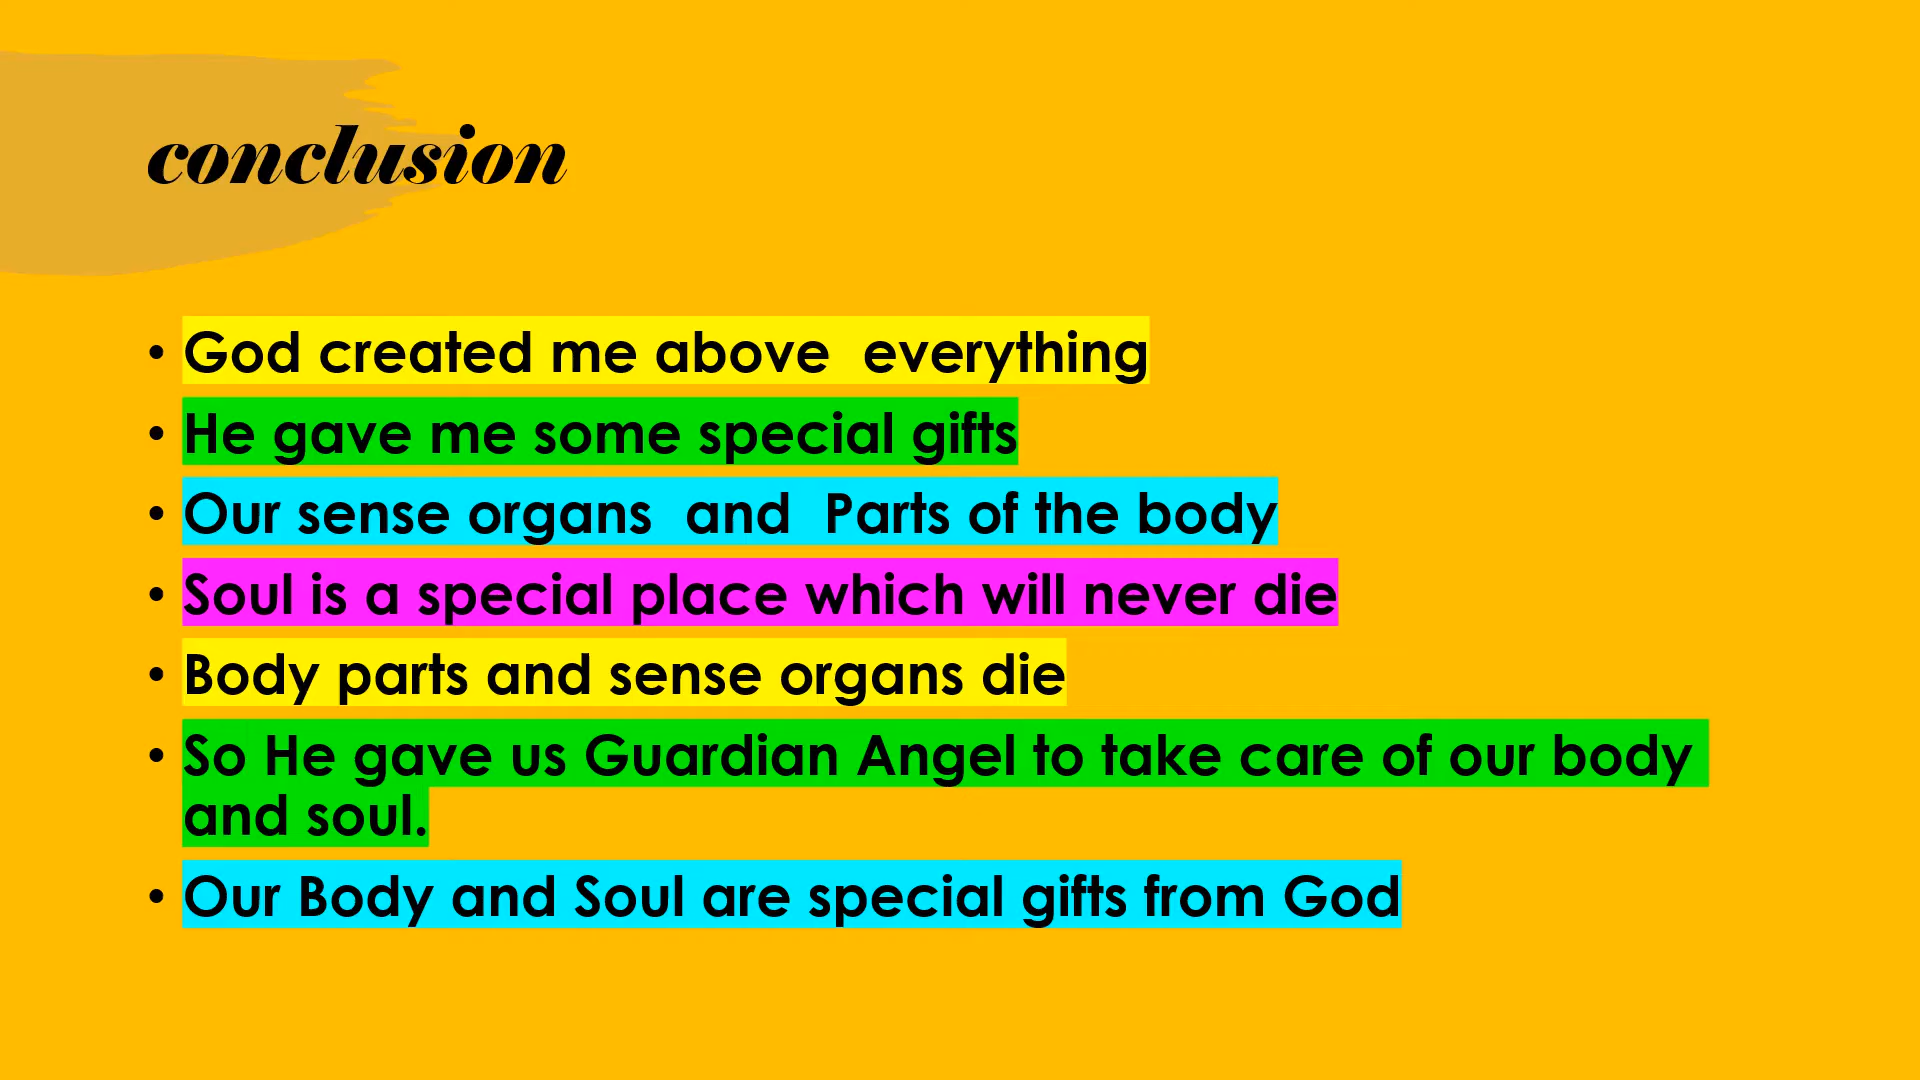 conclusion
• God created me above  everything
• He gave me some special gifts
• Our sense organs  and  Parts of the body
• Soul is a special place which will never die
• Body parts and sense organs die
• So He gave us Guardian Angel to take care of our body
and soul.
• Our Body and Soul are special gifts from God